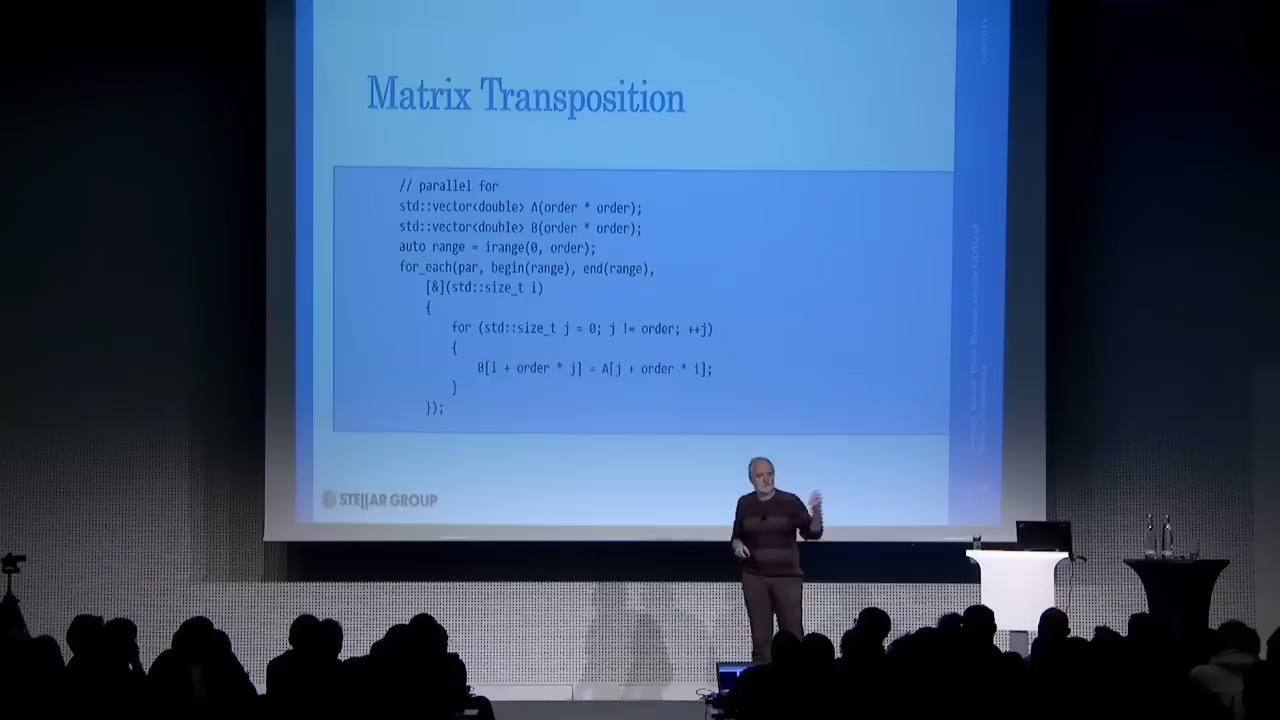 Matrix Transposition
// parallel for
std::vector<double> A(order * order);
std::vector<double> B(order * order);
auto range = irange(0, order);
for_each(par, begin(range), end(range),
[&](std::size_t i)
{
for (std::size_t j = 0; j != order; ++j)
{
B[i + order * j] = A[j + order * i];
}
});
STE||AR GROUP